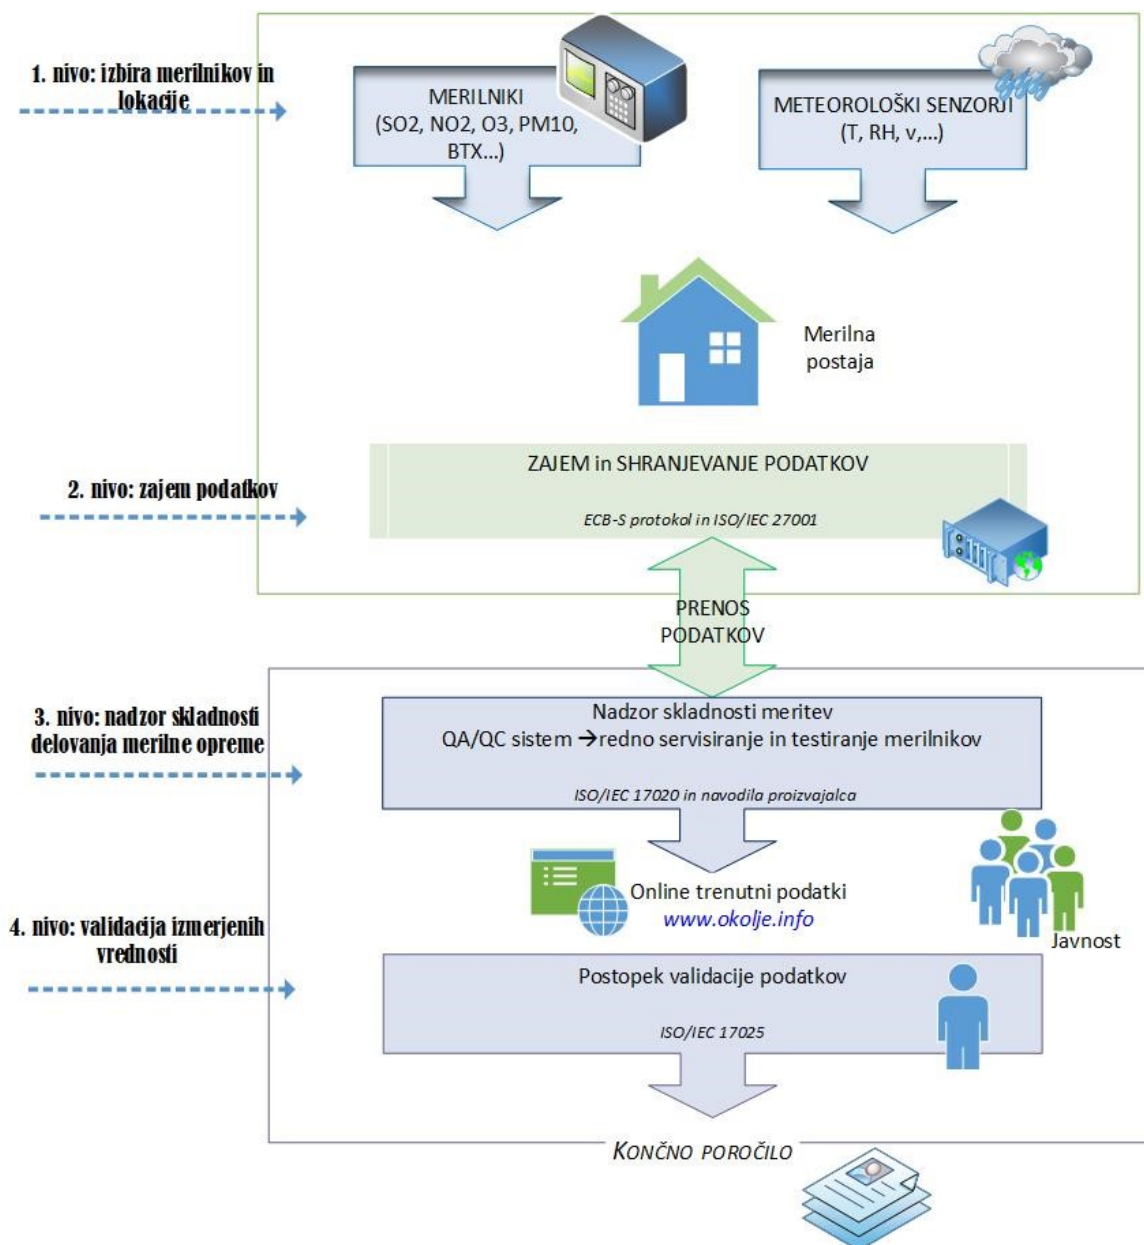 1. nivo: izbira merilnikov in
lokacije
MERILNIKI
(SO2, NO2, O3, PM10,
BTX...)
METEOROLOŠKI SENZORJI
(T, RH, v,...)
Merilna
postaja
2. nivo: zajem podatkov
ZAJEM in SHRANJEVANJE PODATKOV
ECB-S protokol in ISO/IEC 27001
PRENOS
PODATKOV
3. nivo: nadzor skladnosti
delovanja merilne opreme
Nadzor skladnosti meritev
QA/QC sistem →redno servisiranje in testiranje merilnikov
ISO/IEC 17020 in navodila proizvajalca
Online trenutni podatki
www.okolje.info
Javnost
4. nivo: validacija izmerjenih
vrednosti
Postopek validacije podatkov
ISO/IEC 17025
KONČNO POROČILO